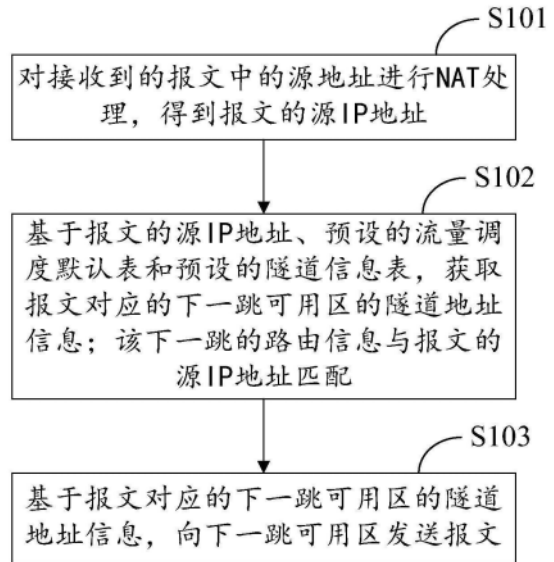 S101
对接收到的报文中的源地址进行NAT处
理，得到报文的源IP地址
S102
基于报文的源IP地址、预设的流量调
度默认表和预设的隧道信息表，获取
报文对应的下一跳可用区的隧道地址
信息；该下一跳的路由信息与报文的
源IP地址匹配
S103
基于报文对应的下一跳可用区的隧道
地址信息，向下一跳可用区发送报文